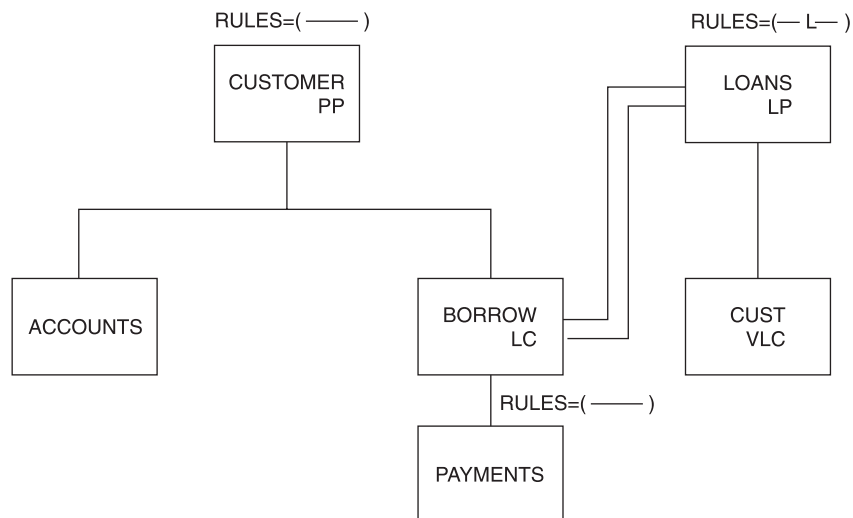 RULES=( —— )
RULES=(— L— )
CUSTOMER
PP
LOANS
LP
ACCOUNTS
BORROW
LC
CUST
VLC
RULES=( —— )
PAYMENTS